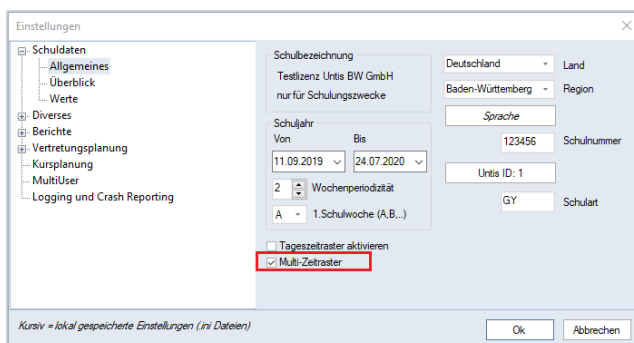 Einstellungen
Schuldaten
Allgemeines
Überblick
Werte
Diverses
Berichte
Vertretungsplanung
Kursplanung
MultiUser
Logging und Crash Reporting
Schulbezeichnung
Testlizenz Untis BW GmbH
nur für Schulungszwecke
Schuljahr
Von Bis
11.09.2019 24.07.2020
2 Wochenperiodizität
A 1.Schulwoche (A,B,..)
Tageszeitraster aktivieren
Multi-Zeitraster
Deutschland Land
Baden-Württemberg Region
Sprache
123456 Schulnummer
Untis ID: 1
GY Schulart
Kursiv = lokal gespeicherte Einstellungen (.ini Dateien)
Ok Abbrechen